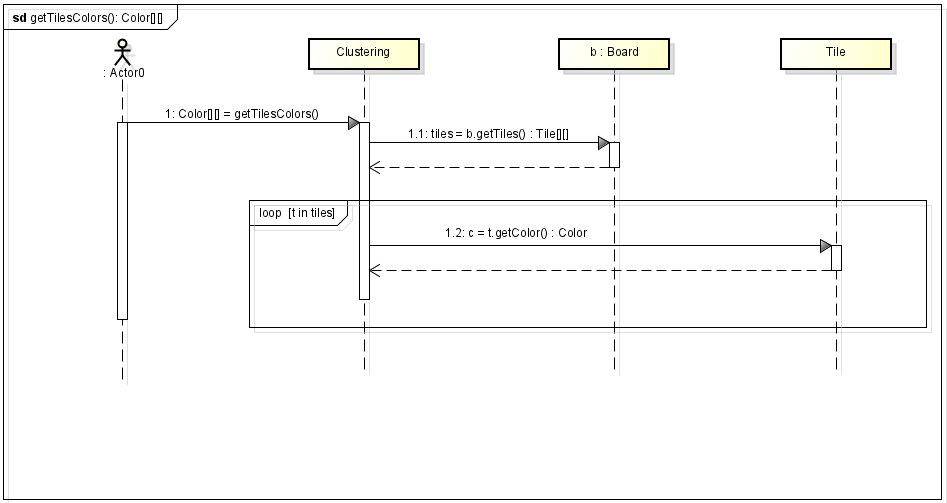 sd getTilesColors(): Color[][]
: Actor0
Clustering
b : Board
Tile
1: Color[][] = getTilesColors()
1.1: tiles = b.getTiles() : Tile[][]
loop [t in tiles]
1.2: c = t.getColor() : Color